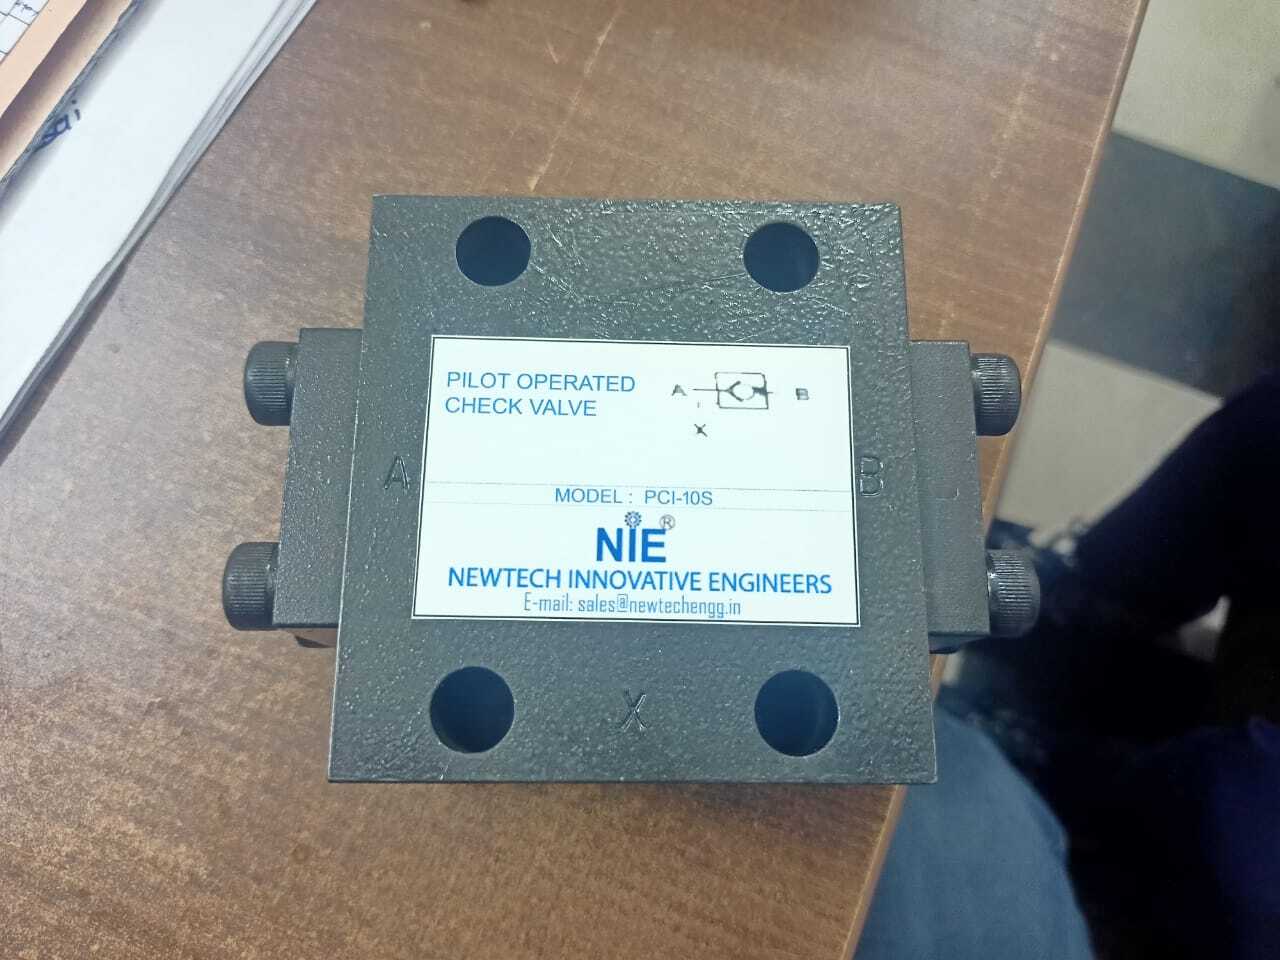 PILOT OPERATED
CHECK VALVE
A B
X
A B
MODEL : PCI-10S
NiE®
NEWTECH INNOVATIVE ENGINEERS
E-mail: sales@newtechengg.in
X